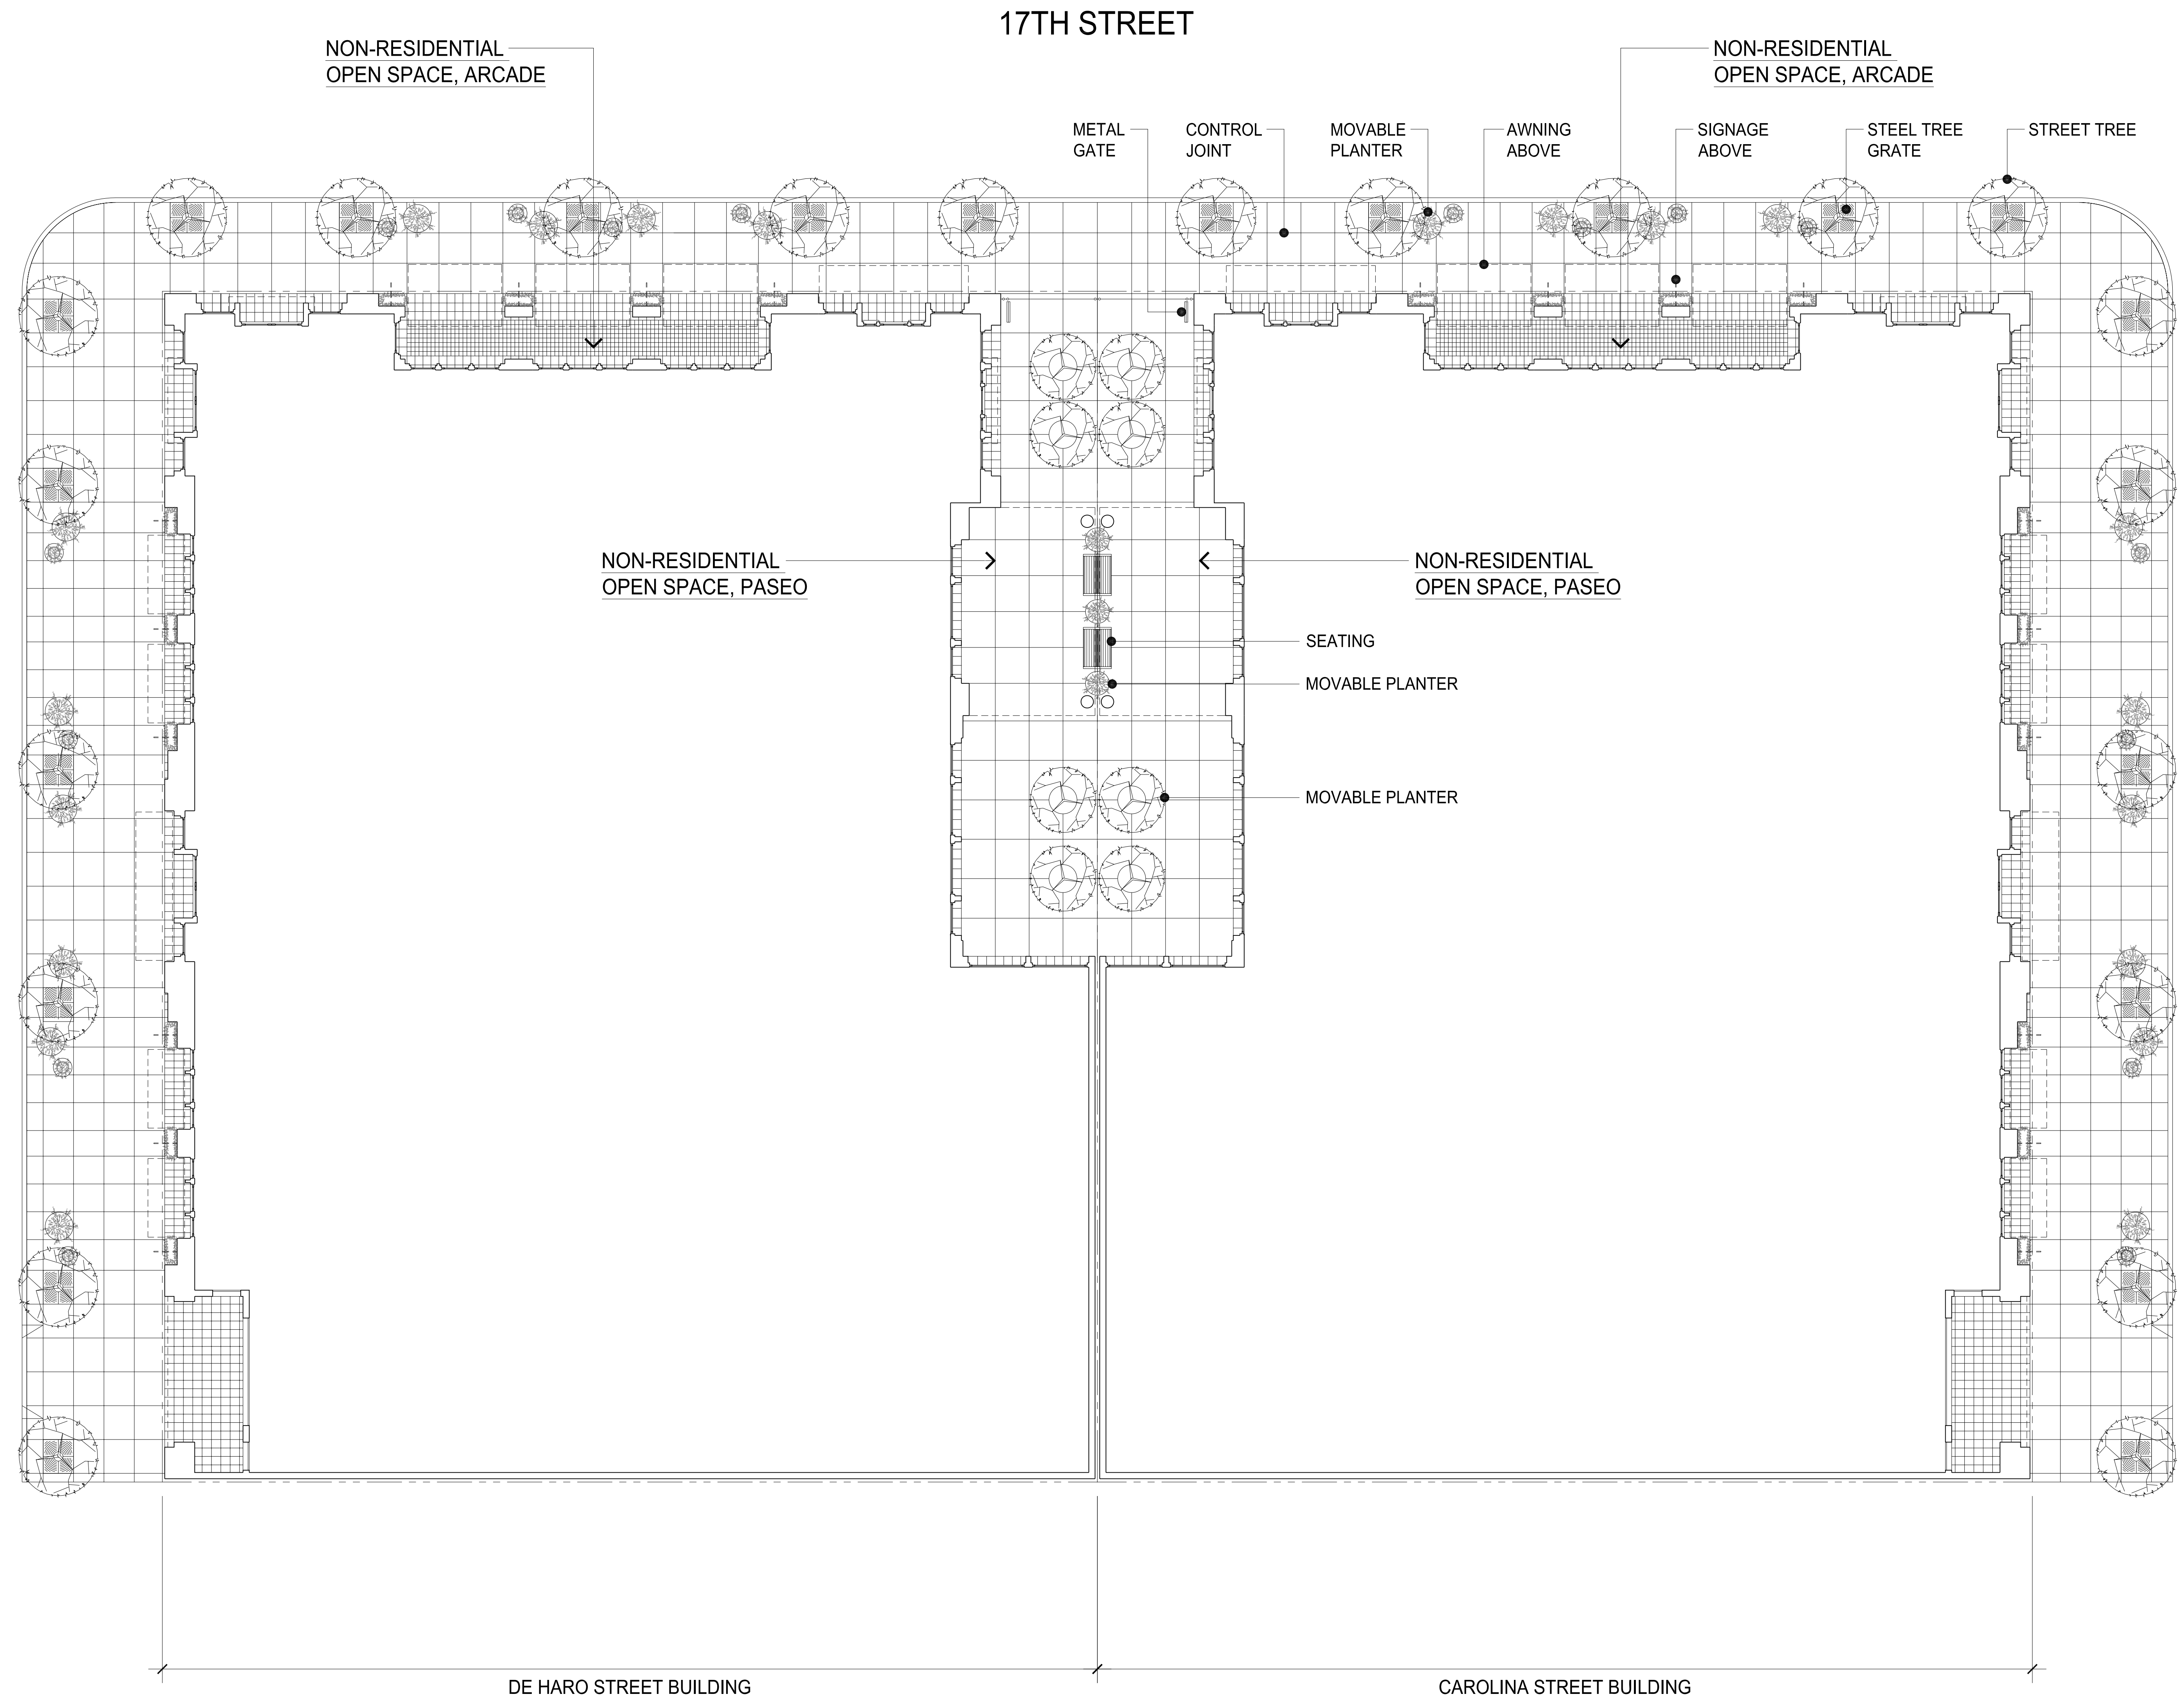 17TH STREET
NON-RESIDENTIAL
OPEN SPACE, ARCADE
NON-RESIDENTIAL
OPEN SPACE, ARCADE
METAL
GATE
CONTROL
JOINT
MOVABLE
PLANTER
AWNING
ABOVE
SIGNAGE
ABOVE
STEEL TREE
GRATE
STREET TREE
NON-RESIDENTIAL
OPEN SPACE, PASEO
NON-RESIDENTIAL
OPEN SPACE, PASEO
SEATING
MOVABLE PLANTER
MOVABLE PLANTER
DE HARO STREET BUILDING
CAROLINA STREET BUILDING